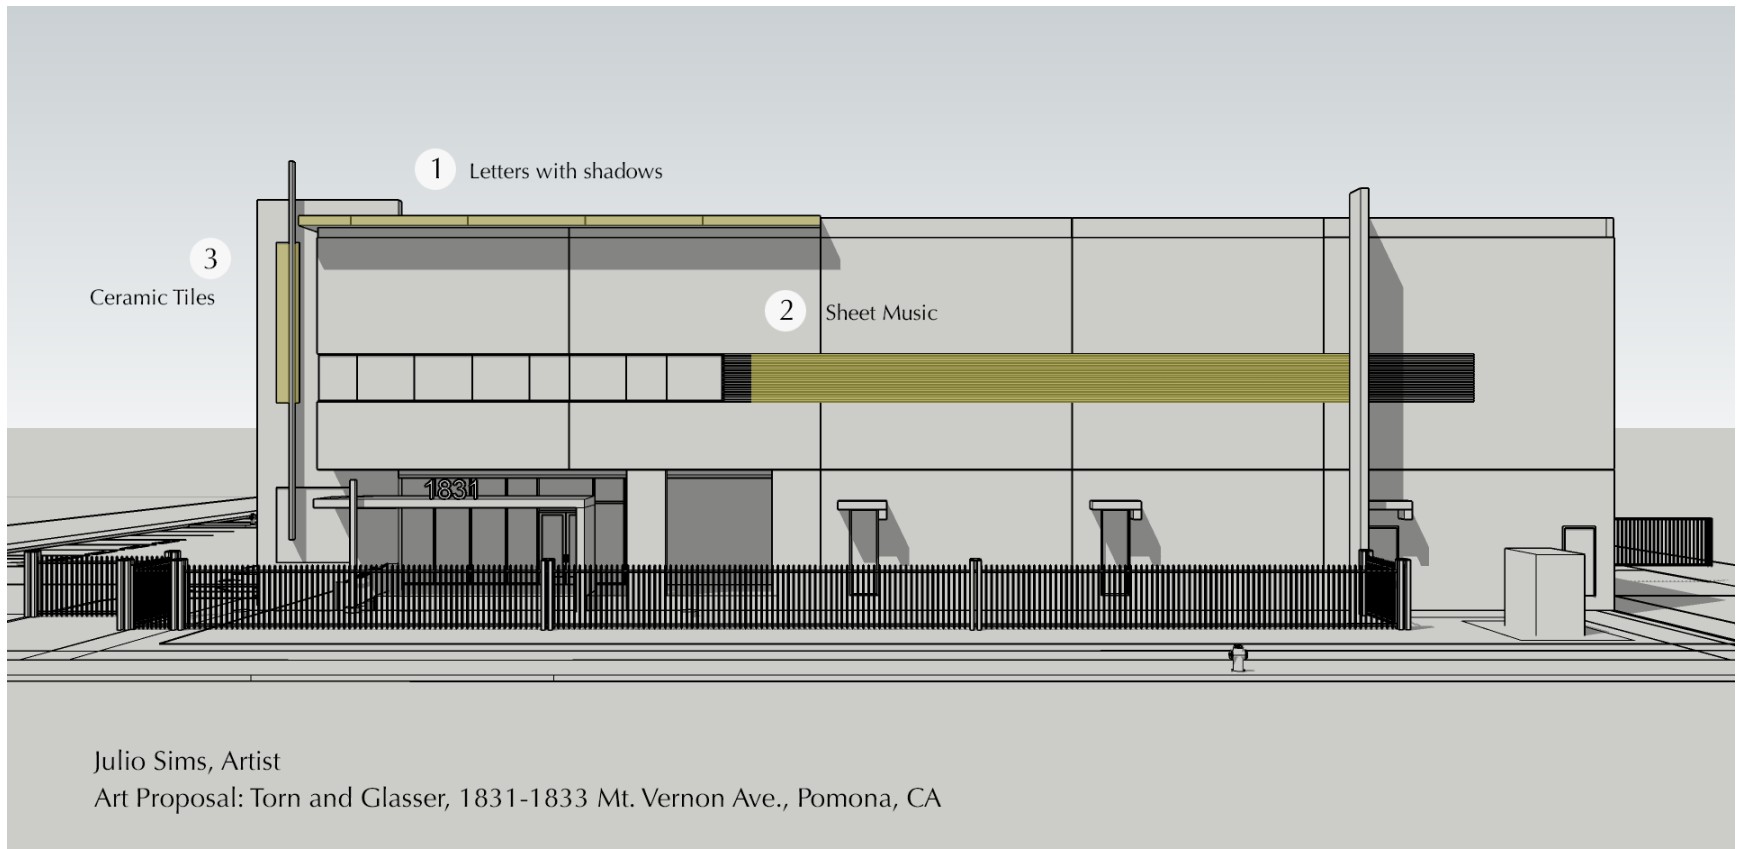 1 Letters with shadows
3
Ceramic Tiles
2 Sheet Music
1831
Julio Sims, Artist
Art Proposal: Torn and Glasser, 1831-1833 Mt. Vernon Ave., Pomona, CA